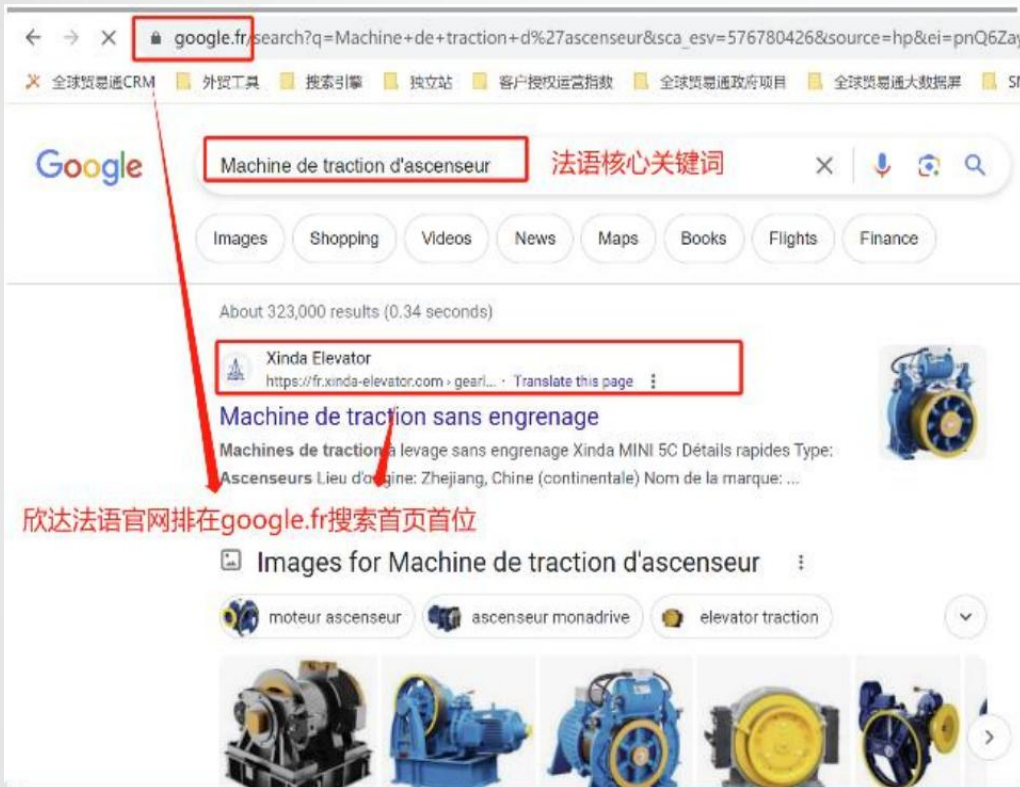 google.fr/search?q=Machine+de+traction+d%27ascenseur&sca_esv=576780426&source=hp&ei=pnQ6Zay
全球贸易通CRM 外贸工具 搜索引擎 独立站 客户授权运营指数 全球贸易通政府项目 全球贸易通大数据屏 SM
Google Machine de traction d'ascenseur 法语核心关键词
Images Shopping Videos News Maps Books Flights Finance
About 323,000 results (0.34 seconds)
Xinda Elevator
https://fr.xinda-elevator.com › gearl... · Translate this page
Machine de traction sans engrenage
Machines de traction à levage sans engrenage Xinda MINI 5C Détails rapides Type:
Ascenseurs Lieu d'origine: Zhejiang, Chine (continentale) Nom de la marque: ...
欣达法语官网排在google.fr搜索首页首位
Images for Machine de traction d'ascenseur
moteur ascenseur ascenseur monadrive elevator traction